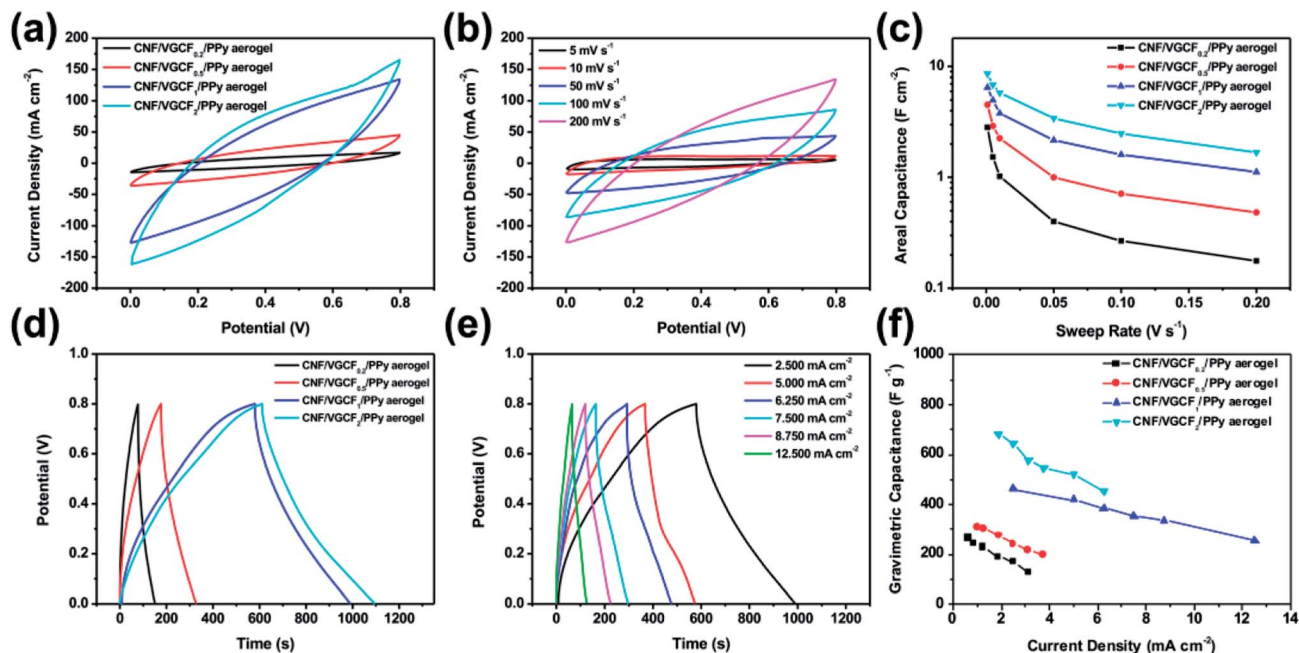 (a)
CNF/VGCF0.2/PPy aerogel
CNF/VGCF0.5/PPy aerogel
CNF/VGCF1/PPy aerogel
CNF/VGCF2/PPy aerogel
200
150
100
50
0
-50
-100
-150
-200
Current Density (mA cm-2)
0.0 0.2 0.4 0.6 0.8
Potential (V)
(b)
5 mV s-1
10 mV s-1
50 mV s-1
100 mV s-1
200 mV s-1
200
150
100
50
0
-50
-100
-150
-200
Current Density (mA cm-2)
0.0 0.2 0.4 0.6 0.8
Potential (V)
(c)
CNF/VGCF0.2/PPy aerogel
CNF/VGCF0.5/PPy aerogel
CNF/VGCF1/PPy aerogel
CNF/VGCF2/PPy aerogel
10
1
0.1
Areal Capacitance (F cm-2)
0.00 0.05 0.10 0.15 0.20
Sweep Rate (V s-1)
(d)
CNF/VGCF0.2/PPy aerogel
CNF/VGCF0.5/PPy aerogel
CNF/VGCF1/PPy aerogel
CNF/VGCF2/PPy aerogel
1.0
0.8
0.6
0.4
0.2
0.0
Potential (V)
0 200 400 600 800 1000 1200
Time (s)
(e)
2.500 mA cm-2
5.000 mA cm-2
6.250 mA cm-2
7.500 mA cm-2
8.750 mA cm-2
12.500 mA cm-2
1.0
0.8
0.6
0.4
0.2
0.0
Potential (V)
0 200 400 600 800 1000 1200
Time (s)
(f)
CNF/VGCF0.2/PPy aerogel
CNF/VGCF0.5/PPy aerogel
CNF/VGCF1/PPy aerogel
CNF/VGCF2/PPy aerogel
1000
800
600
400
200
0
Gravimetric Capacitance (F g-1)
0 2 4 6 8 10 12 14
Current Density (mA cm-2)